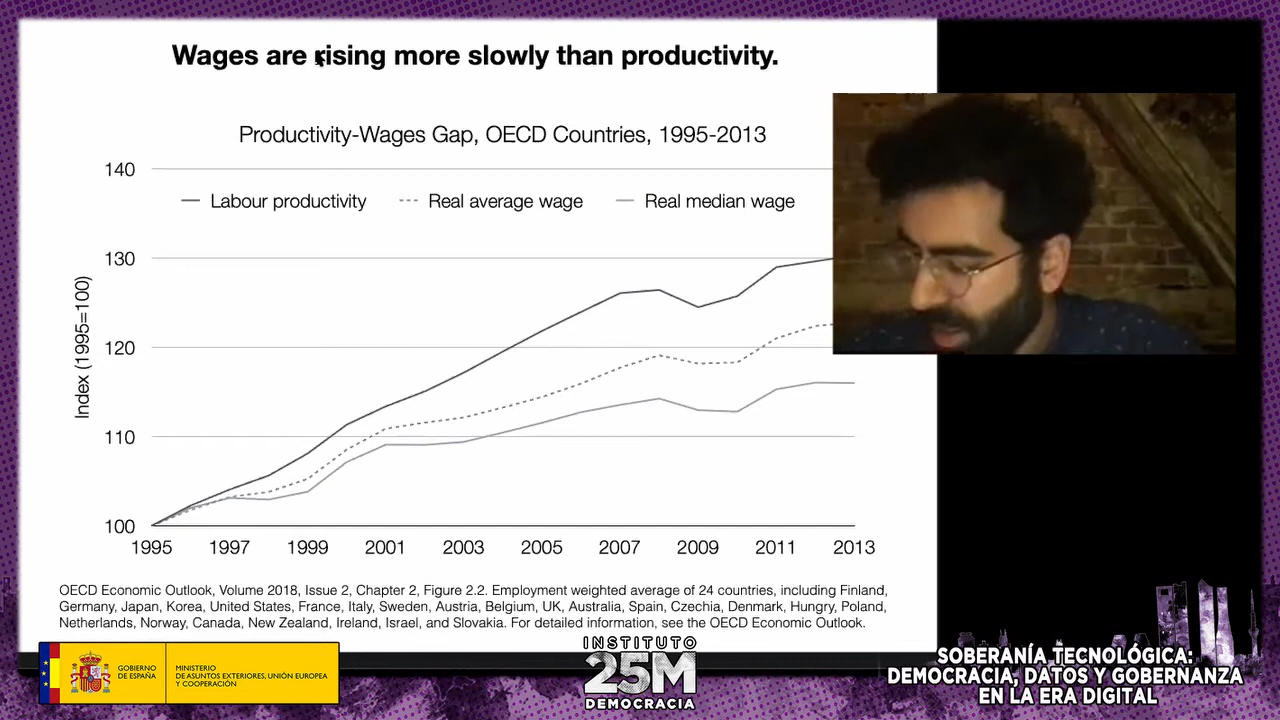 Wages are rising more slowly than productivity.
Productivity-Wages Gap, OECD Countries, 1995-2013
140
Labour productivity
Real average wage
Real median wage
130
120
110
100
Index (1995=100)
1995
1997
1999
2001
2003
2005
2007
2009
2011
2013
OECD Economic Outlook, Volume 2018, Issue 2, Chapter 2, Figure 2.2. Employment weighted average of 24 countries, including Finland,
Germany, Japan, Korea, United States, France, Italy, Sweden, Austria, Belgium, UK, Australia, Spain, Czechia, Denmark, Hungry, Poland,
Netherlands, Norway, Canada, New Zealand, Ireland, Israel, and Slovakia. For detailed information, see the OECD Economic Outlook.
GOBIERNO
DE ESPAÑA
MINISTERIO
DE ASUNTOS EXTERIORES, UNIÓN EUROPEA
Y COOPERACIÓN
INSTITUTO
25M
DEMOCRACIA
SOBERANÍA TECNOLÓGICA:
DEMOCRACIA, DATOS Y GOBERNANZA
EN LA ERA DIGITAL